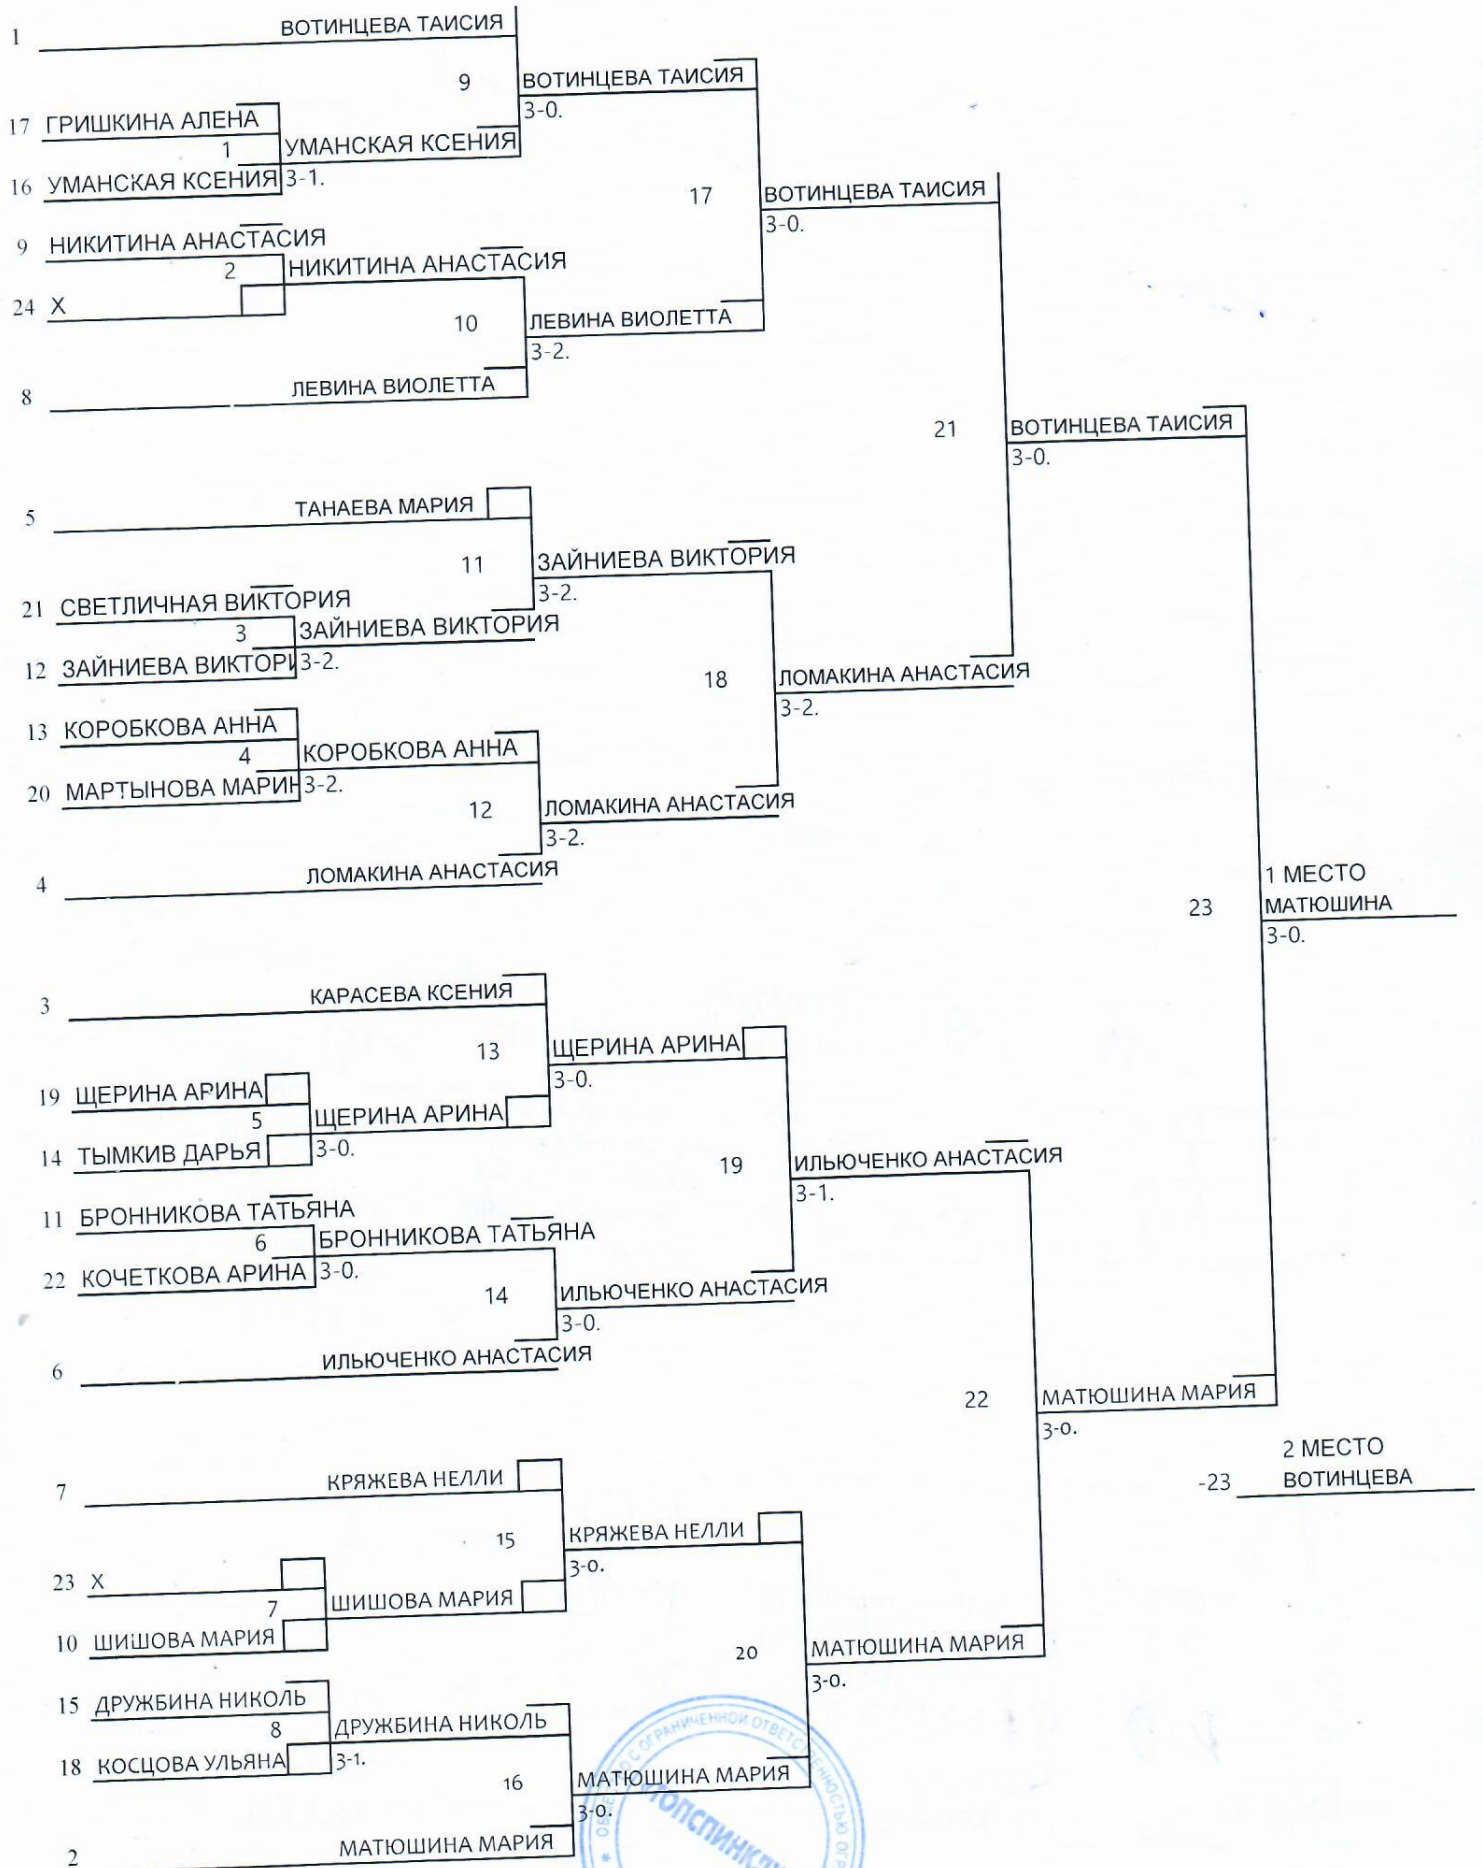 1 ВОТИНЦЕВА ТАИСИЯ
9 ВОТИНЦЕВА ТАИСИЯ
3-0.
17 ГРИШКИНА АЛЕНА
1 УМАНСКАЯ КСЕНИЯ
16 УМАНСКАЯ КСЕНИЯ 3-1.
17 ВОТИНЦЕВА ТАИСИЯ
3-0.
9 НИКИТИНА АНАСТАСИЯ
2 НИКИТИНА АНАСТАСИЯ
24 X
10 ЛЕВИНА ВИОЛЕТТА
3-2.
8 ЛЕВИНА ВИОЛЕТТА
21 ВОТИНЦЕВА ТАИСИЯ
3-0.
5 ТАНАЕВА МАРИЯ
11 ЗАЙНИЕВА ВИКТОРИЯ
3-2.
21 СВЕТЛИЧНАЯ ВИКТОРИЯ
3 ЗАЙНИЕВА ВИКТОРИЯ
12 ЗАЙНИЕВА ВИКТОРИ 3-2.
18 ЛОМАКИНА АНАСТАСИЯ
3-2.
13 КОРОБКОВА АННА
4 КОРОБКОВА АННА
20 МАРТЫНОВА МАРИН 3-2.
12 ЛОМАКИНА АНАСТАСИЯ
3-2.
4 ЛОМАКИНА АНАСТАСИЯ
1 МЕСТО
23 МАТЮШИНА
3-0.
3 КАРАСЕВА КСЕНИЯ
13 ЩЕРИНА АРИНА
3-0.
19 ЩЕРИНА АРИНА
5 ЩЕРИНА АРИНА
14 ТЫМКИВ ДАРЬЯ 3-0.
19 ИЛЬЮЧЕНКО АНАСТАСИЯ
3-1.
11 БРОННИКОВА ТАТЬЯНА
6 БРОННИКОВА ТАТЬЯНА
22 КОЧЕТКОВА АРИНА 3-0.
14 ИЛЬЮЧЕНКО АНАСТАСИЯ
3-0.
6 ИЛЬЮЧЕНКО АНАСТАСИЯ
22 МАТЮШИНА МАРИЯ
3-0.
2 МЕСТО
-23 ВОТИНЦЕВА
7 КРЯЖЕВА НЕЛЛИ
15 КРЯЖЕВА НЕЛЛИ
3-0.
23 X
7 ШИШОВА МАРИЯ
10 ШИШОВА МАРИЯ
20 МАТЮШИНА МАРИЯ
3-0.
15 ДРУЖБИНА НИКОЛЬ
8 ДРУЖБИНА НИКОЛЬ
18 КОСЦОВА УЛЬЯНА 3-1.
16 МАТЮШИНА МАРИЯ
3-0.
2 МАТЮШИНА МАРИЯ
С ОГРАНИЧЕННОЙ ОТВЕТСТВЕННОСТЬЮ